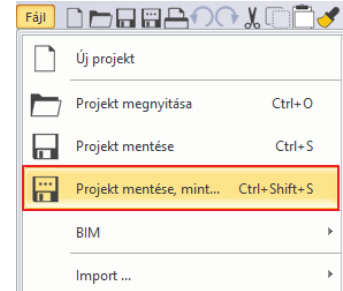 Fájl
Új projekt
Projekt megnyitása Ctrl+O
Projekt mentése Ctrl+S
Projekt mentése, mint... Ctrl+Shift+S
BIM
Import ...